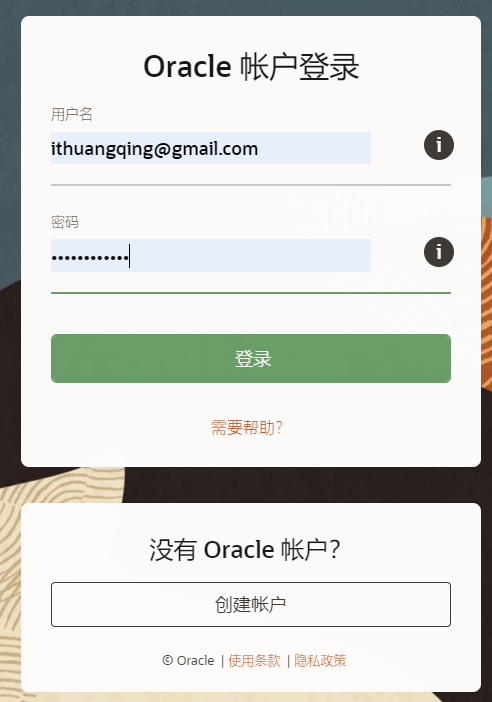 Oracle 帐户登录
用户名
ithuangqing@gmail.com
i
密码
••••••••••••
i
登录
需要帮助?
没有 Oracle 帐户?
创建帐户
© Oracle | 使用条款 | 隐私政策